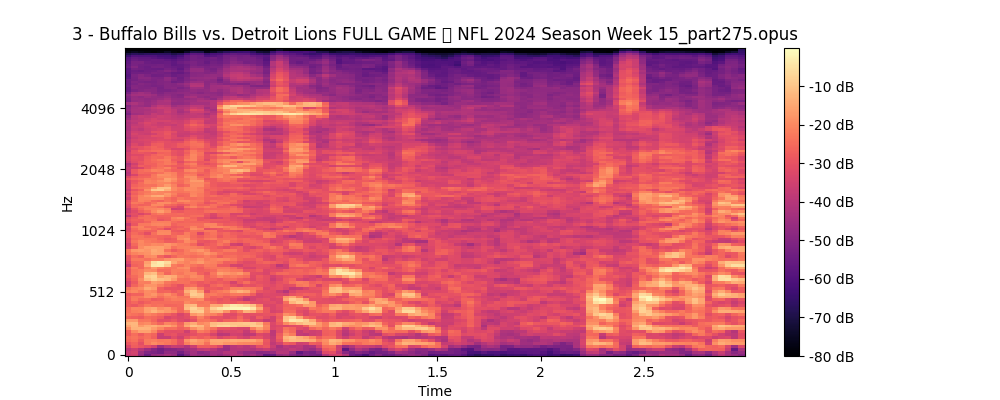 3 - Buffalo Bills vs. Detroit Lions FULL GAME ▯ NFL 2024 Season Week 15_part275.opus
Hz
4096
2048
1024
512
0
0
0.5
1
1.5
2
2.5
Time
-10 dB
-20 dB
-30 dB
-40 dB
-50 dB
-60 dB
-70 dB
-80 dB